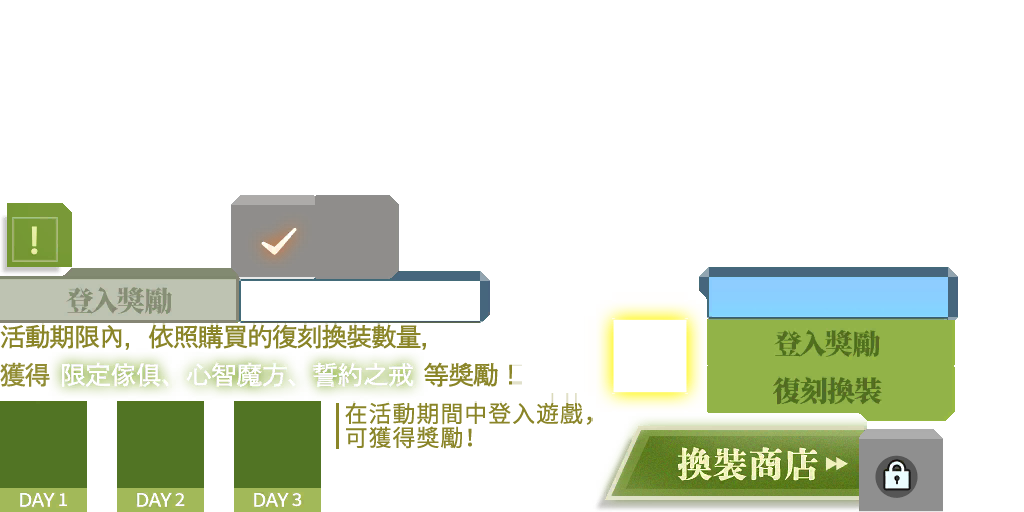 !
登入獎勵
活動期限內，依照購買的復刻換裝數量，
獲得 限定傢俱、心智魔方、誓約之戒 等獎勵！
DAY 1
DAY 2
DAY 3
在活動期間中登入遊戲，
可獲得獎勵！
登入獎勵
復刻換裝
換裝商店